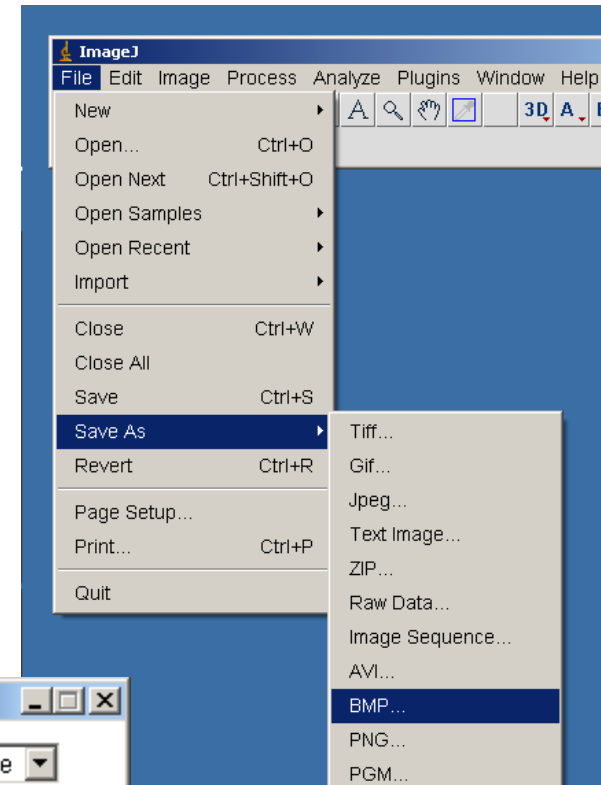 ImageJ
File Edit Image Process Analyze Plugins Window Help
New A 3D A
Open... Ctrl+O
Open Next Ctrl+Shift+O
Open Samples
Open Recent
Import
Close Ctrl+W
Close All
Save Ctrl+S
Save As
Revert Ctrl+R
Page Setup...
Print... Ctrl+P
Quit
Tiff...
Gif...
Jpeg...
Text Image...
ZIP...
Raw Data...
Image Sequence...
AVI...
BMP...
PNG...
PGM...